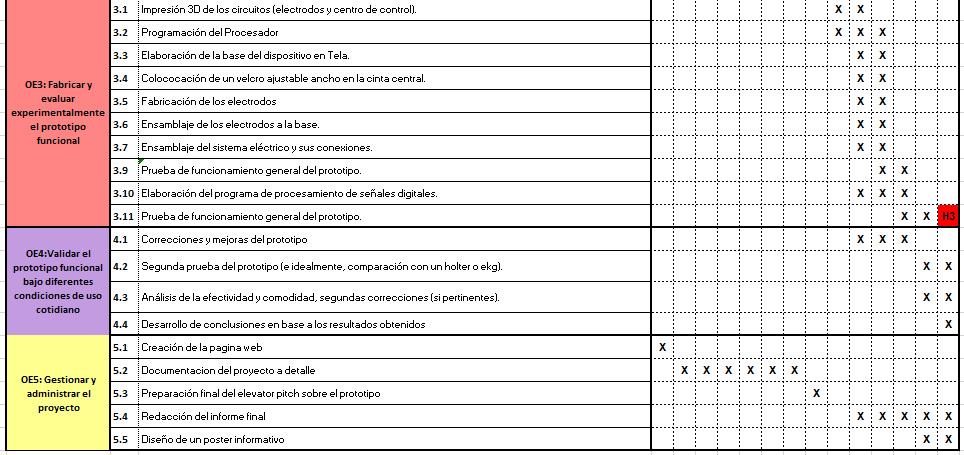 OE3: Fabricar y
evaluar
experimentalmente
el prototipo
funcional
3.1 Impresión 3D de los circuitos (electrodos y centro de control). X X
3.2 Programación del Procesador X X X
3.3 Elaboración de la base del dispositivo en Tela. X X
3.4 Colococación de un velcro ajustable ancho en la cinta central. X X
3.5 Fabricación de los electrodos X X
3.6 Ensamblaje de los electrodos a la base. X X
3.7 Ensamblaje del sistema eléctrico y sus conexiones. X X
3.9 Prueba de funcionamiento general del prototipo. X X
3.10 Elaboración del programa de procesamiento de señales digitales. X X X
3.11 Prueba de funcionamiento general del prototipo. X X H3
OE4:Validar el
prototipo funcional
bajo diferentes
condiciones de uso
cotidiano
4.1 Correcciones y mejoras del prototipo X X X
4.2 Segunda prueba del prototipo (e idealmente, comparación con un holter o ekg). X X
4.3 Análisis de la efectividad y comodidad, segundas correcciones (si pertinentes). X X
4.4 Desarrollo de conclusiones en base a los resultados obtenidos X
OE5: Gestionar y
administrar el
proyecto
5.1 Creación de la pagina web X
5.2 Documentacion del proyecto a detalle X X X X X X
5.3 Preparación final del elevator pitch sobre el prototipo X
5.4 Redacción del informe final X X X X X
5.5 Diseño de un poster informativo X X